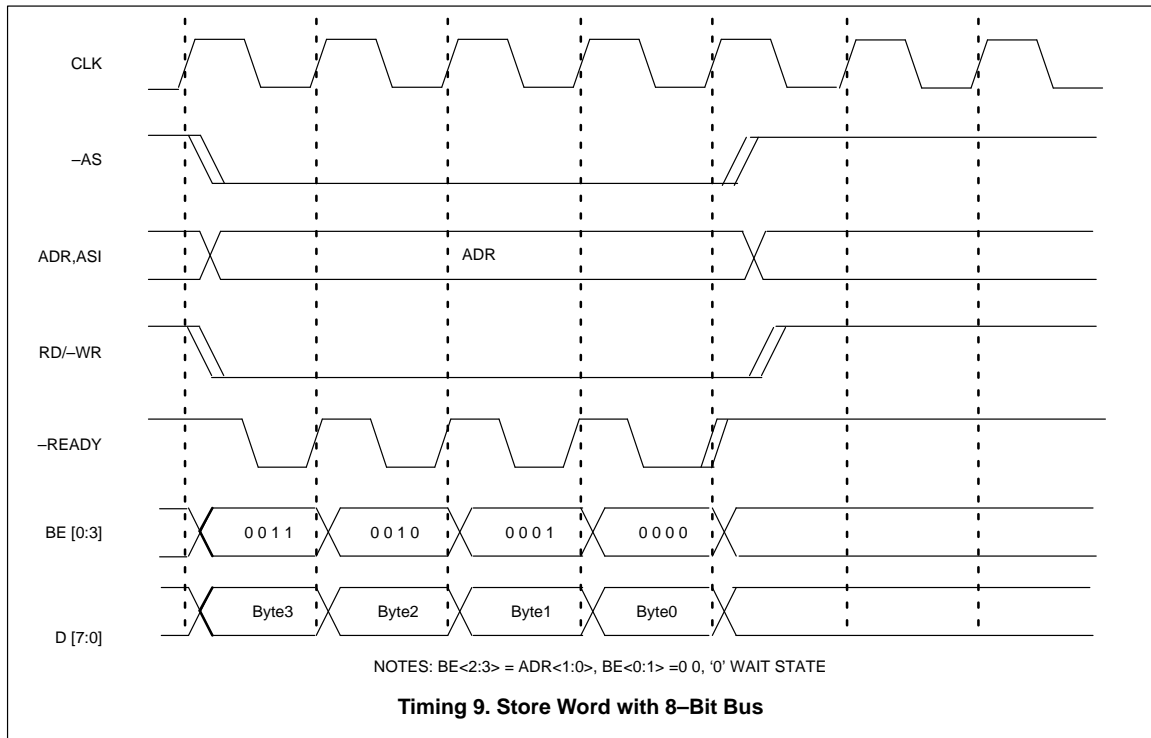 CLK
–AS
ADR,ASI
ADR
RD/–WR
–READY
BE [0:3]
0 0 1 1
0 0 1 0
0 0 0 1
0 0 0 0
D [7:0]
Byte3
Byte2
Byte1
Byte0
NOTES: BE<2:3> = ADR<1:0>, BE<0:1> =0 0, ‘0’ WAIT STATE
Timing 9. Store Word with 8–Bit Bus